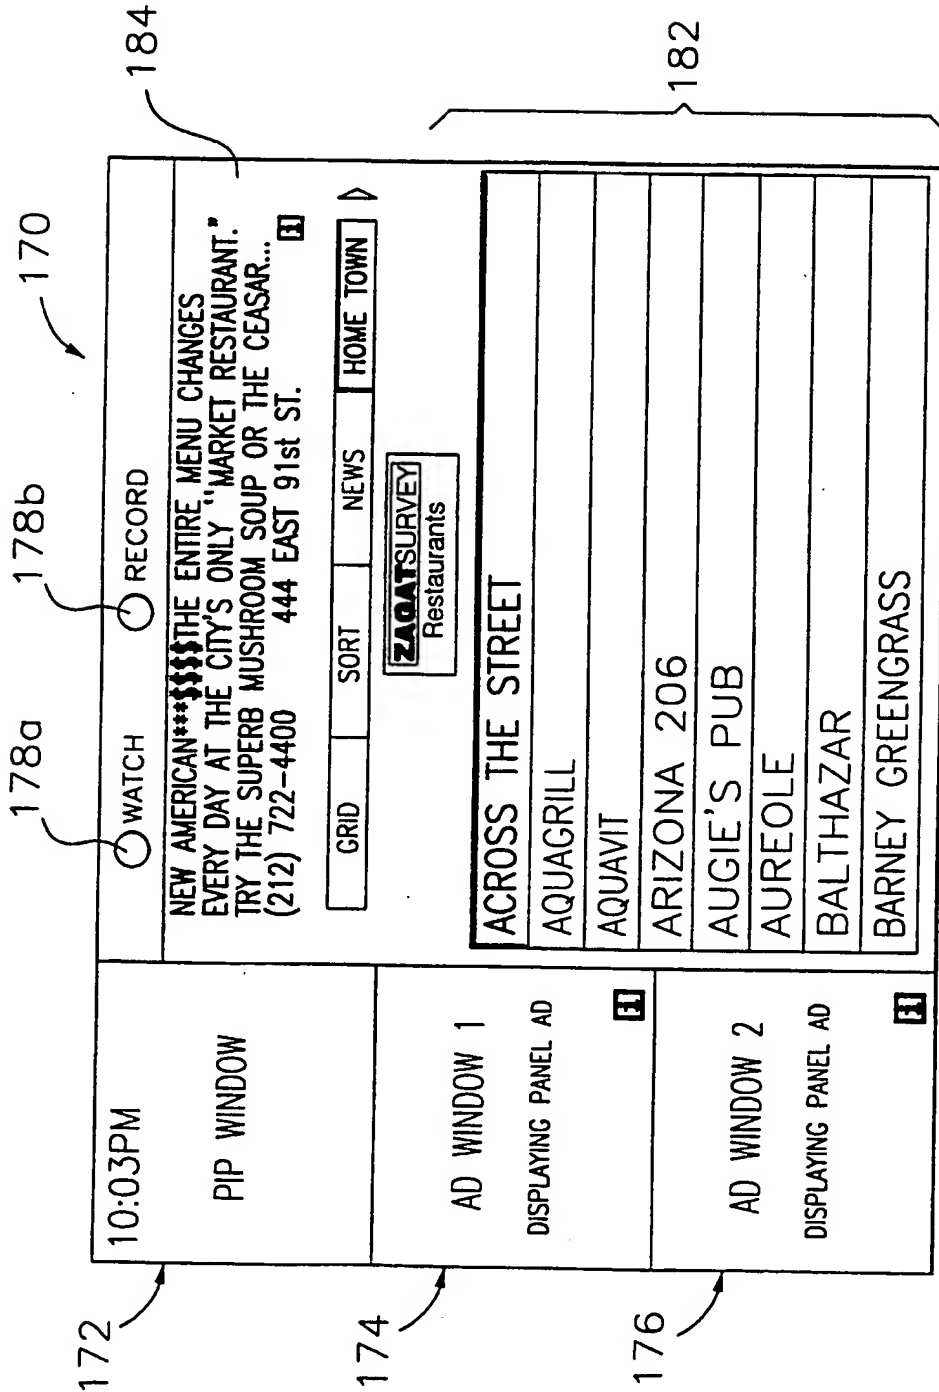 170
178a
178b
184
10:03PM
WATCH
RECORD
172
PIP WINDOW
NEW AMERICAN***$$$$THE ENTIRE MENU CHANGES
EVERY DAY AT THE CITY'S ONLY "MARKET RESTAURANT."
TRY THE SUPERB MUSHROOM SOUP OR THE CEASAR...
(212) 722-4400 444 EAST 91st ST.
i
GRID SORT NEWS HOME TOWN
ZAGATSURVEY
Restaurants
174
AD WINDOW 1
DISPLAYING PANEL AD
i
176
AD WINDOW 2
DISPLAYING PANEL AD
i
ACROSS THE STREET
AQUAGRILL
AQUAVIT
ARIZONA 206
AUGIE'S PUB
AUREOLE
BALTHAZAR
BARNEY GREENGRASS
182